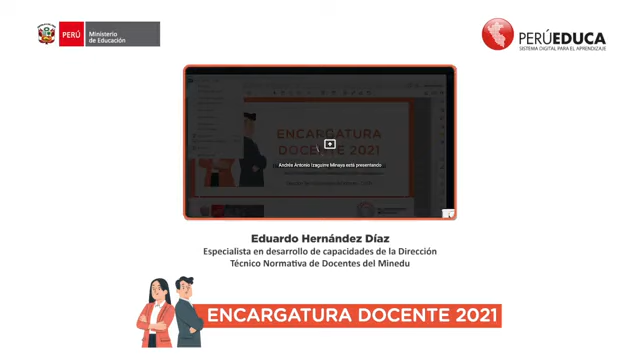 PERÚ
Ministerio
de Educación
PERÚEDUCA
SISTEMA DIGITAL PARA EL APRENDIZAJE
ENCARGATURA
DOCENTE 2021
Andrés Antonio Izaguirre Minaya está presentando
Eduardo Hernández Díaz
Especialista en desarrollo de capacidades de la Dirección
Técnico Normativa de Docentes del Minedu
ENCARGATURA DOCENTE 2021